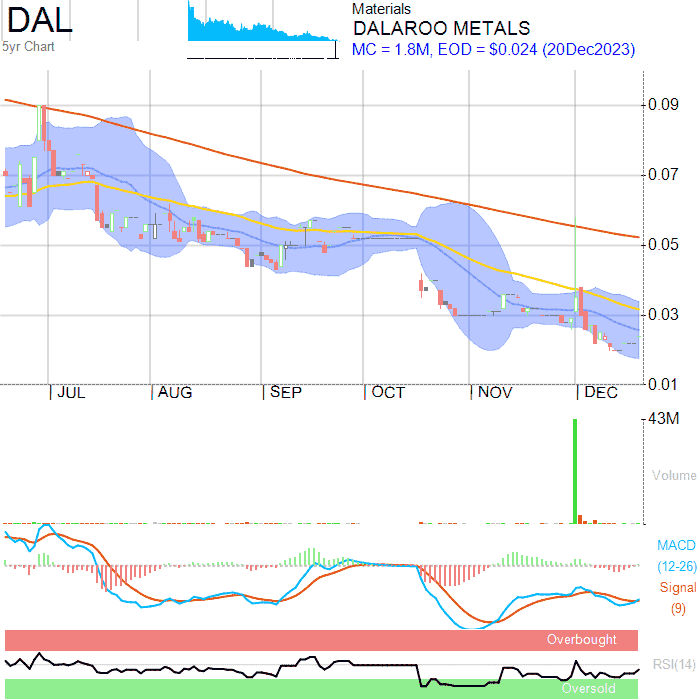 DAL
5yr Chart
Materials
DALAROO METALS
MC = 1.8M, EOD = $0.024 (20Dec2023)
0.09
0.07
0.05
0.03
0.01
JUL
AUG
SEP
OCT
NOV
DEC
43M
Volume
MACD
(12-26)
Signal
(9)
Overbought
RSI(14)
Oversold